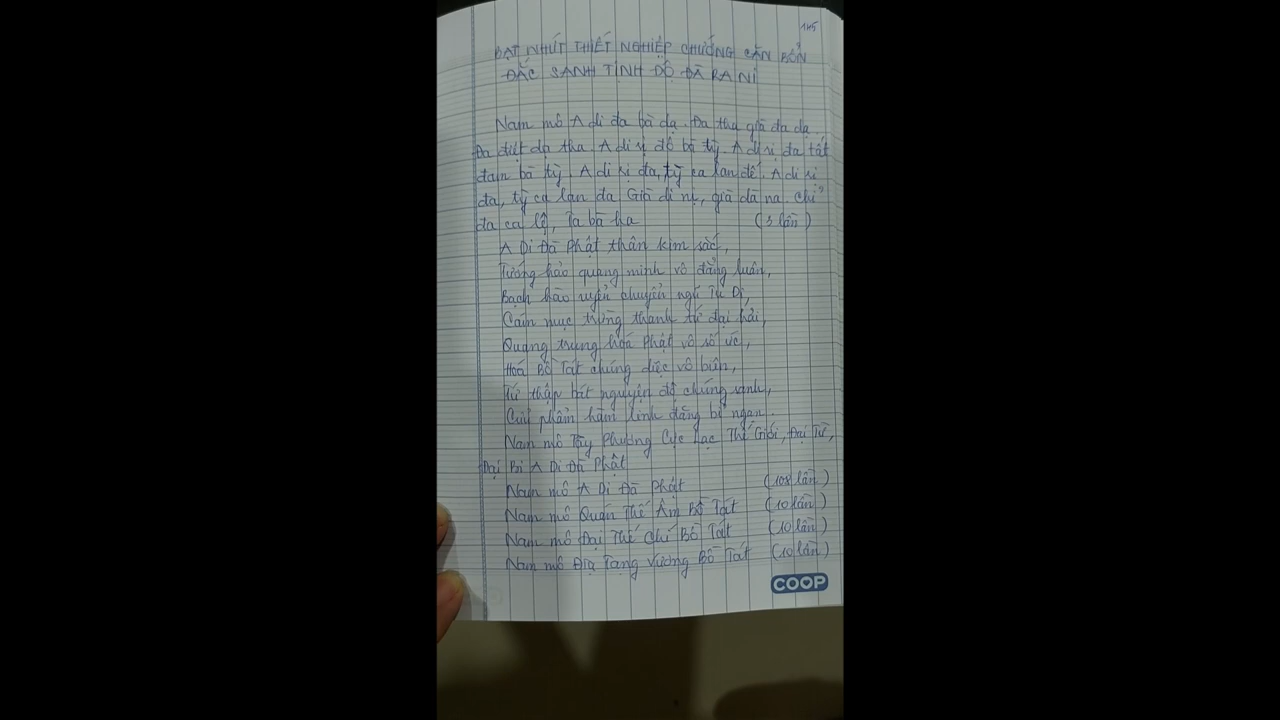 145
BẠT NHỨT THIẾT NGHIỆP CHƯỚNG CĂN BỔN
ĐẮC SANH TỊNH ĐỘ ĐÀ RA NI
Nam mô A di đa bà dạ. Đa tha già đa dạ.
Đa điệt dạ tha. A di rị đô bà tỳ. A di rị đa tất
đam bà tỳ. A di rị đa, tỳ ca lan đế. A di rị
đa, tỳ ca lan đa Già di nị, già dà na. Chỉ
đa ca lệ, Ta bà ha (3 lần)
A Di Đà Phật thân kim sắc,
Tướng hảo quang minh vô đẳng luân,
Bạch hào uyển chuyển ngũ Tu Di,
Cám mục trừng thanh tứ đại hải,
Quang trung hoá Phật vô số ức,
Hoá Bồ Tát chúng diệc vô biên,
Tứ thập bát nguyện độ chúng sanh,
Cửu phẩm hàm linh đăng bỉ ngạn.
Nam mô Tây Phương Cực Lạc Thế Giới, Đại Từ,
Đại Bi A Di Đà Phật
Nam mô A Di Đà Phật (108 lần)
Nam mô Quán Thế Âm Bồ Tát (10 lần)
Nam mô Đại Thế Chí Bồ Tát (10 lần)
Nam mô Địa Tạng Vương Bồ Tát (10 lần)
COOP